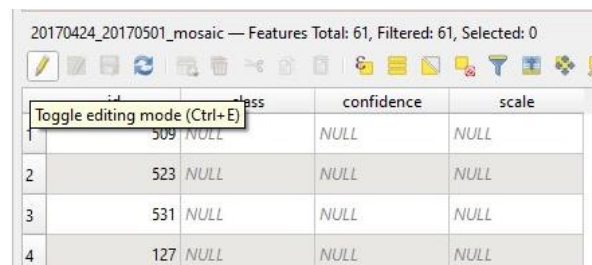 20170424_20170501_mosaic — Features Total: 61, Filtered: 61, Selected: 0
class confidence scale
Toggle editing mode (Ctrl+E)
1 509 NULL NULL NULL
2 523 NULL NULL NULL
3 531 NULL NULL NULL
4 127 NULL NULL NULL